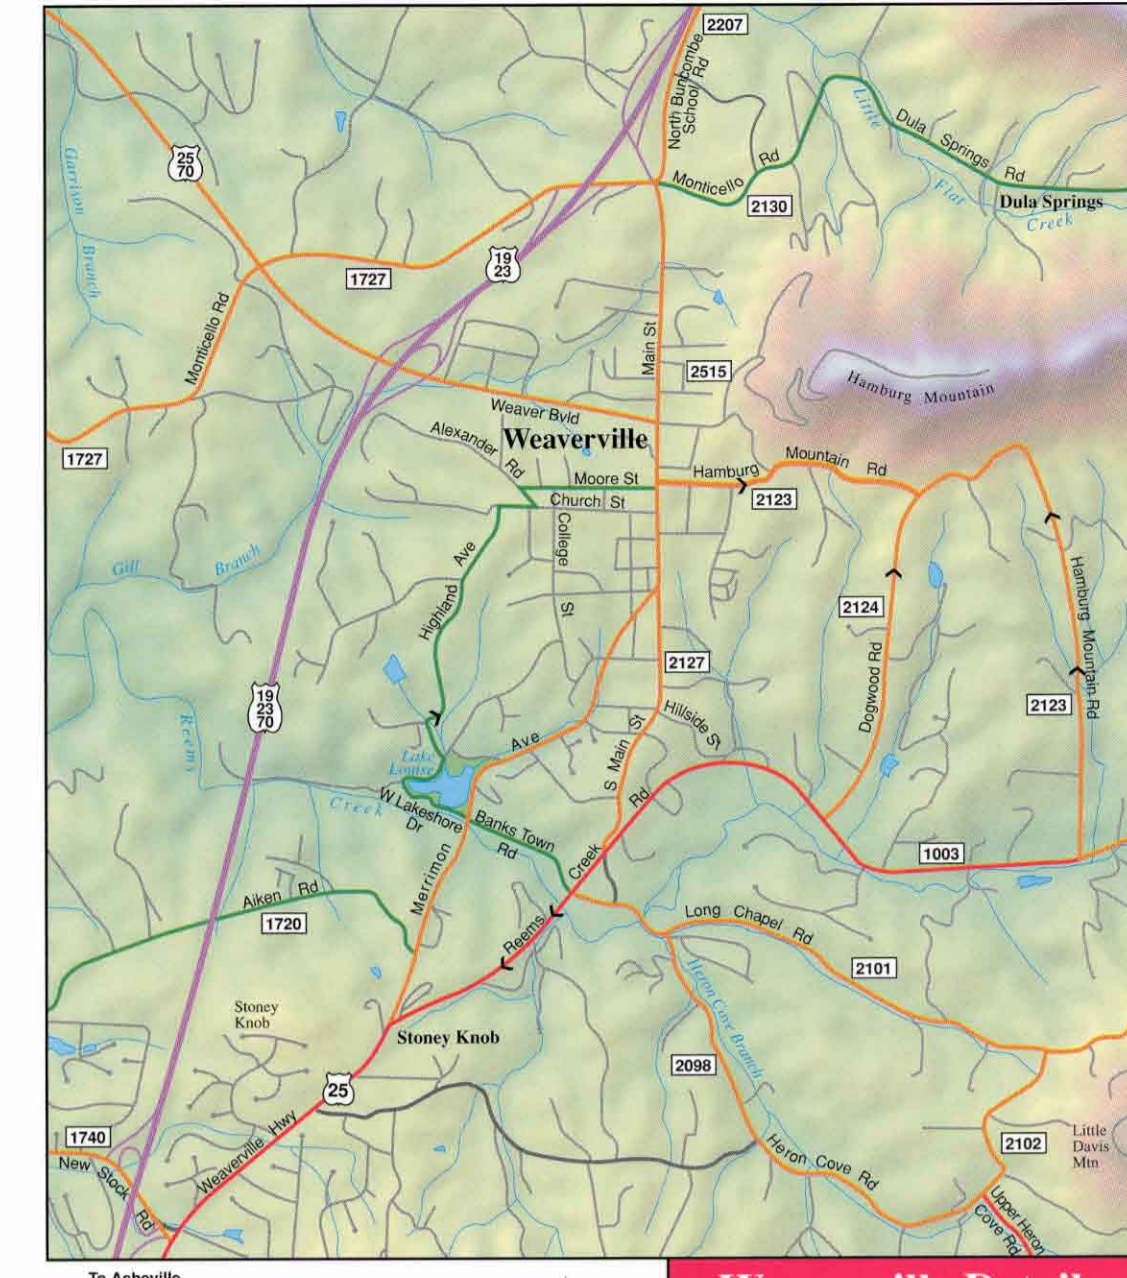 2207
North Buncombe
School Rd
Little
Dula Springs Rd
25
70
Garrison
Branch
Monticello Rd
2130
Flat
Creek
Dula Springs
19
23
1727
Monticello Rd
Main St
2515
Hamburg Mountain
Weaver Bvld
Alexander Rd
Weaverville
1727
Moore St
Hamburg Mountain Rd
Church St
2123
College St
Gill Branch
Highland Ave
2124
Hamburg Mountain Rd
2127
Dogwood Rd
2123
19
23
70
Reems
Creek
Hillside St
S Main St
Ave
Lake
Louise
W Lakeshore
Dr
Banks Town
Rd
Merrimon
Reems Creek Rd
1003
Aiken Rd
1720
Long Chapel Rd
2101
Heron Cove Branch
Stoney
Knob
Stoney Knob
2098
25
1740
New Stock Rd
Weaverville Hwy
Heron Cove Rd
2102
Little
Davis
Mtn
Upper Heron
Cove Rd